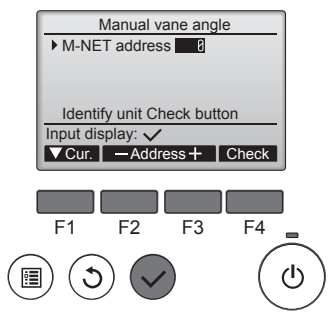 Manual vane angle
M-NET address 0
Identify unit Check button
Input display: ✓
▼Cur. －Address＋ Check
F1 F2 F3 F4